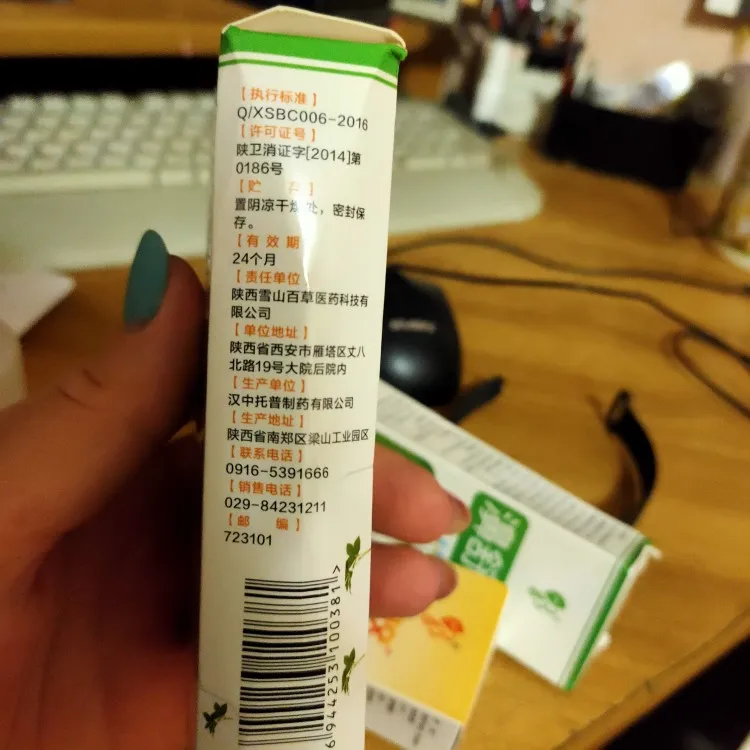 【执行标准】
Q/XSBC006-2016
【许可证号】
陕卫消证字[2014]第
0186号
【贮 存】
置阴凉干燥处，密封保
存。
【有 效 期】
24个月
【责任单位】
陕西雪山百草医药科技有
限公司
【单位地址】
陕西省西安市雁塔区丈八
北路19号大院后院内
【生产单位】
汉中托普制药有限公司
【生产地址】
陕西省南郑区梁山工业园区
【联系电话】
0916-5391666
【销售电话】
029-84231211
【邮 编】
723101
6944253100381>